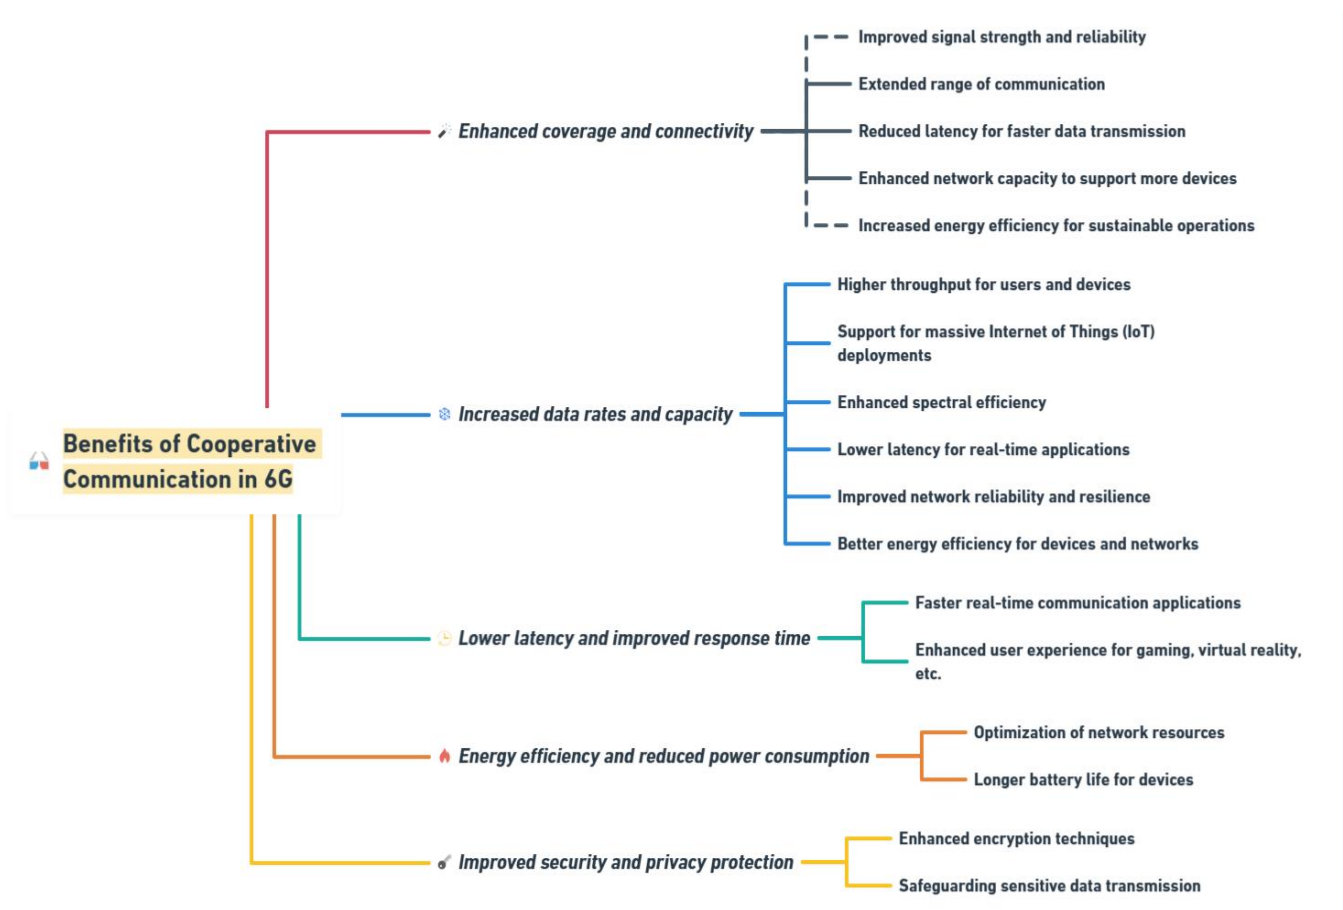 Benefits of Cooperative
Communication in 6G
Enhanced coverage and connectivity
Improved signal strength and reliability
Extended range of communication
Reduced latency for faster data transmission
Enhanced network capacity to support more devices
Increased energy efficiency for sustainable operations
Increased data rates and capacity
Higher throughput for users and devices
Support for massive Internet of Things (IoT)
deployments
Enhanced spectral efficiency
Lower latency for real-time applications
Improved network reliability and resilience
Better energy efficiency for devices and networks
Lower latency and improved response time
Faster real-time communication applications
Enhanced user experience for gaming, virtual reality,
etc.
Energy efficiency and reduced power consumption
Optimization of network resources
Longer battery life for devices
Improved security and privacy protection
Enhanced encryption techniques
Safeguarding sensitive data transmission